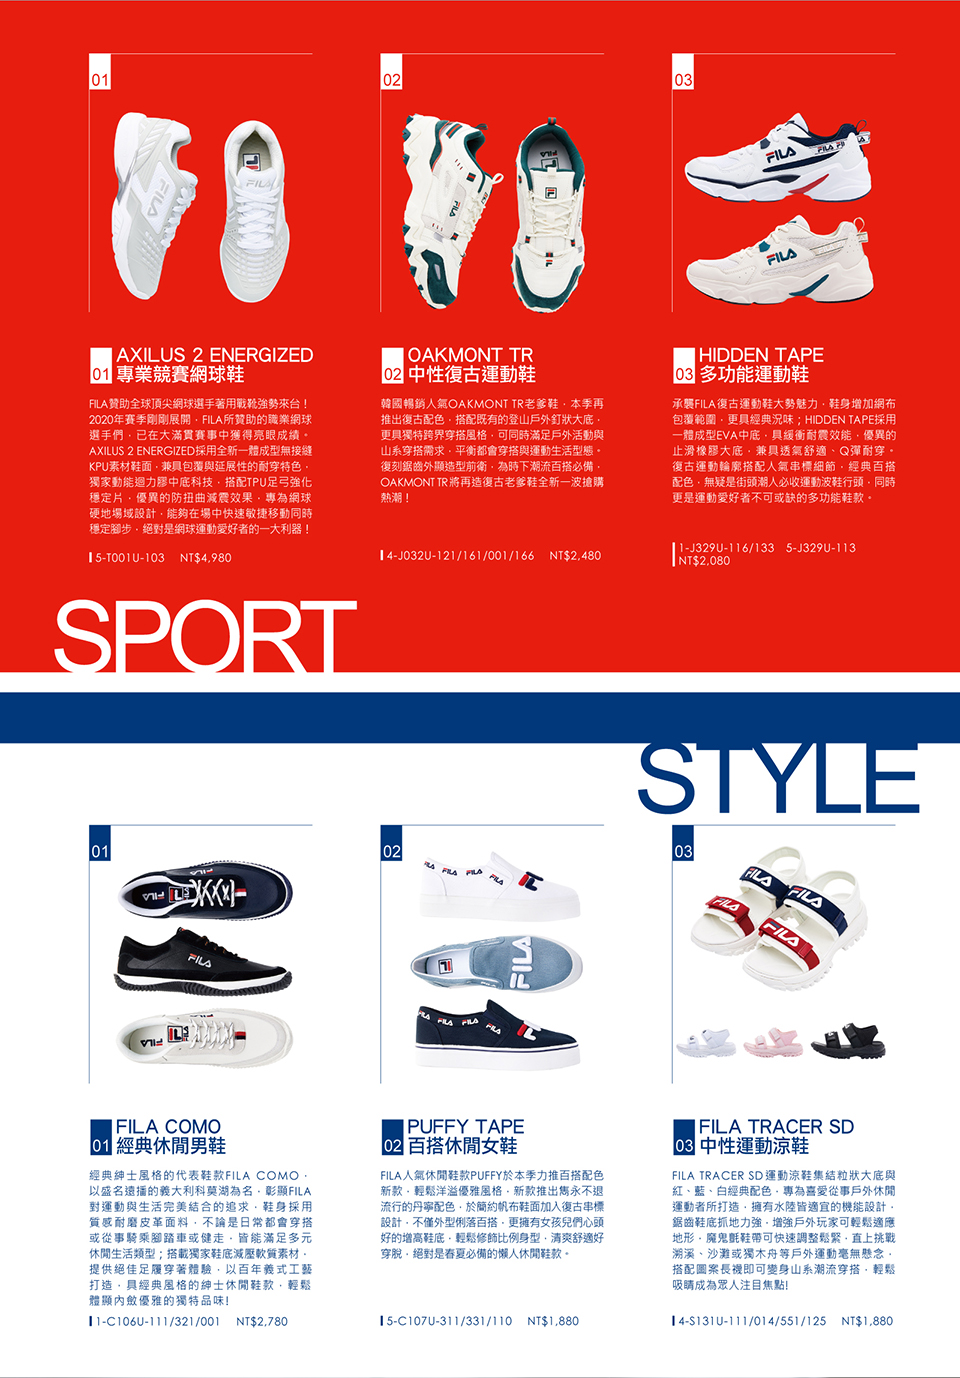 01
02
03
AXILUS 2 ENERGIZED
01 專業競賽網球鞋
FILA贊助全球頂尖網球選手著用戰靴強勢來台！
2020年賽季剛剛展開，FILA所贊助的職業網球
選手們，已在大滿貫賽事中獲得亮眼成績。
AXILUS 2 ENERGIZED採用全新一體成型無接縫
KPU素材鞋面，兼具包覆與延展性的耐穿特色，
獨家動能迴力膠中底科技，搭配TPU足弓強化
穩定片，優異的防扭曲減震效果，專為網球
硬地場域設計，能夠在場中快速敏捷移動同時
穩定腳步，絕對是網球運動愛好者的一大利器！
5-T001U-103 NT$4,980
OAKMONT TR
02 中性復古運動鞋
韓國暢銷人氣OAKMONT TR老爹鞋，本季再
推出復古配色，搭配既有的登山戶外釘狀大底，
更具獨特跨界穿搭風格，可同時滿足戶外活動與
山系穿搭需求，平衡都會穿搭與運動生活型態。
復刻鋸齒外顯造型前衛，為時下潮流百搭必備，
OAKMONT TR將再造復古老爹鞋全新一波搶購
熱潮！
4-J032U-121/161/001/166 NT$2,480
HIDDEN TAPE
03 多功能運動鞋
承襲FILA復古運動鞋大勢魅力，鞋身增加網布
包覆範圍，更具經典況味；HIDDEN TAPE採用
一體成型EVA中底，具緩衝耐震效能，優異的
止滑橡膠大底，兼具透氣舒適、Q彈耐穿。
復古運動輪廓搭配人氣串標細節，經典百搭
配色，無疑是街頭潮人必收運動波鞋行頭，同時
更是運動愛好者不可或缺的多功能鞋款。
1-J329U-116/133 5-J329U-113
NT$2,080
SPORT
STYLE
01
02
03
FILA COMO
01 經典休閒男鞋
經典紳士風格的代表鞋款FILA COMO，
以盛名遠播的義大利科莫湖為名，彰顯FILA
對運動與生活完美結合的追求，鞋身採用
質感耐磨皮革面料，不論是日常都會穿搭
或從事騎乘腳踏車或健走，皆能滿足多元
休閒生活類型；搭載獨家鞋底減壓軟質素材，
提供絕佳足履穿著體驗，以百年義式工藝
打造，具經典風格的紳士休閒鞋款，輕鬆
體顯內斂優雅的獨特品味!
1-C106U-111/321/001 NT$2,780
PUFFY TAPE
02 百搭休閒女鞋
FILA人氣休閒鞋款PUFFY於本季力推百搭配色
新款，輕鬆洋溢優雅風格，新款推出雋永不退
流行的丹寧配色，於簡約帆布鞋面加入復古串標
設計，不僅外型俐落百搭，更擁有女孩兒們心頭
好的增高鞋底，輕鬆修飾比例身型，清爽舒適好
穿脫，絕對是春夏必備的懶人休閒鞋款。
5-C107U-311/331/110 NT$1,880
FILA TRACER SD
03 中性運動涼鞋
FILA TRACER SD運動涼鞋集結粒狀大底與
紅、藍、白經典配色，專為喜愛從事戶外休閒
運動者所打造，擁有水陸皆適宜的機能設計，
鋸齒鞋底抓地力強，增強戶外玩家可輕鬆適應
地形，魔鬼氈鞋帶可快速調整鬆緊，直上挑戰
溯溪、沙灘或獨木舟等戶外運動毫無懸念，
搭配圖案長襪即可變身山系潮流穿搭，輕鬆
吸睛成為眾人注目焦點!
4-S131U-111/014/551/125 NT$1,880